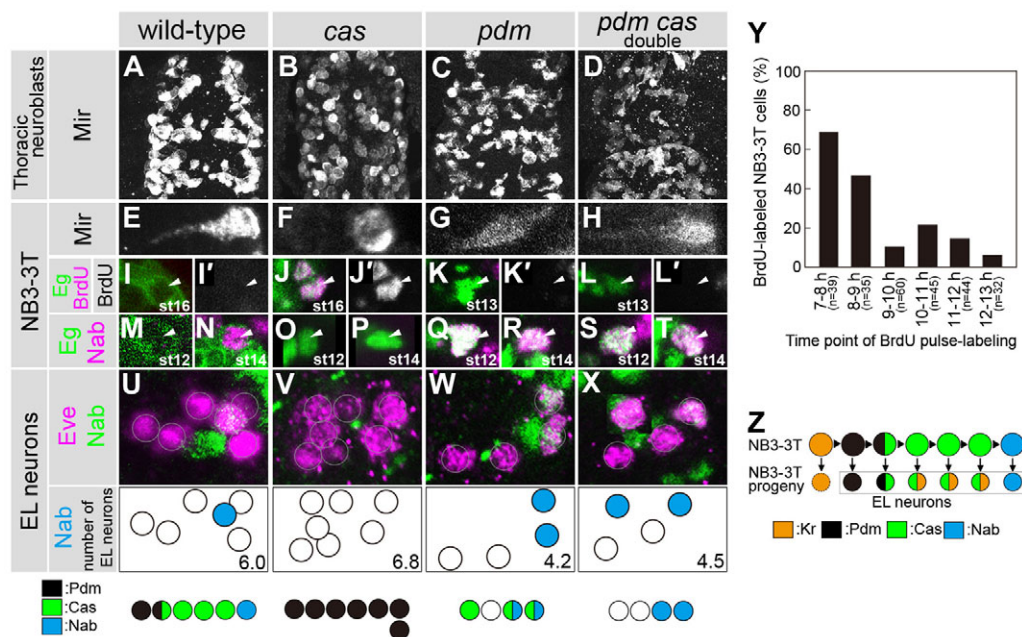 wild-type
cas
pdm
pdm cas
double
Thoracic
neuroblasts
Mir
A
B
C
D
NB3-3T
Mir
E
F
G
H
Eg
BrdU
BrdU
I
st16
I′
J
st16
J′
K
st13
K′
L
st13
L′
Eg
Nab
M
st12
N
st14
O
st12
P
st14
Q
st12
R
st14
S
st12
T
st14
EL neurons
Eve
Nab
U
V
W
X
Nab
number of
EL neurons
6.0
6.8
4.2
4.5
:Pdm
:Cas
:Nab
Y
BrdU-labeled NB3-3T cells (%)
100
80
60
40
20
0
7-8 h
(n=39)
8-9 h
(n=35)
9-10 h
(n=60)
10-11 h
(n=45)
11-12 h
(n=44)
12-13 h
(n=32)
Time point of BrdU pulse-labeling
Z
NB3-3T
NB3-3T
progeny
EL neurons
:Kr :Pdm :Cas :Nab